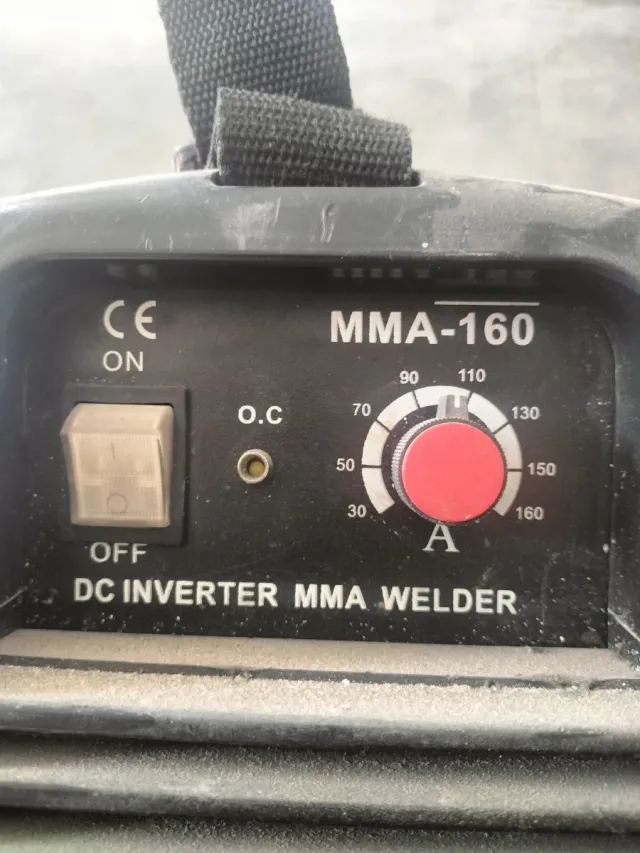 CE
ON
MMA-160
O.C
I
O
OFF
30
50
70
90
110
130
150
160
A
DC INVERTER MMA WELDER